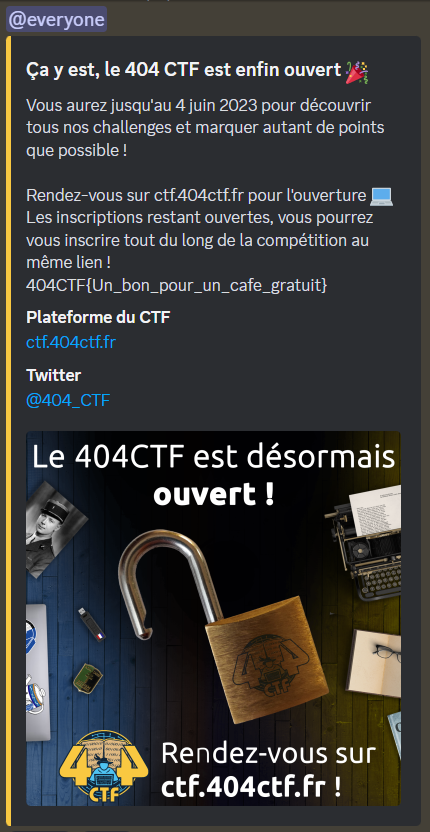 @everyone
Ça y est, le 404 CTF est enfin ouvert 🎉
Vous aurez jusqu'au 4 juin 2023 pour découvrir
tous nos challenges et marquer autant de points
que possible !
Rendez-vous sur ctf.404ctf.fr pour l'ouverture 💻
Les inscriptions restant ouvertes, vous pourrez
vous inscrire tout du long de la compétition au
même lien !
404CTF{Un_bon_pour_un_cafe_gratuit}
Plateforme du CTF
ctf.404ctf.fr
Twitter
@404_CTF
Le 404CTF est désormais
ouvert !
404
CTF
404
CTF
Rendez-vous sur
ctf.404ctf.fr !